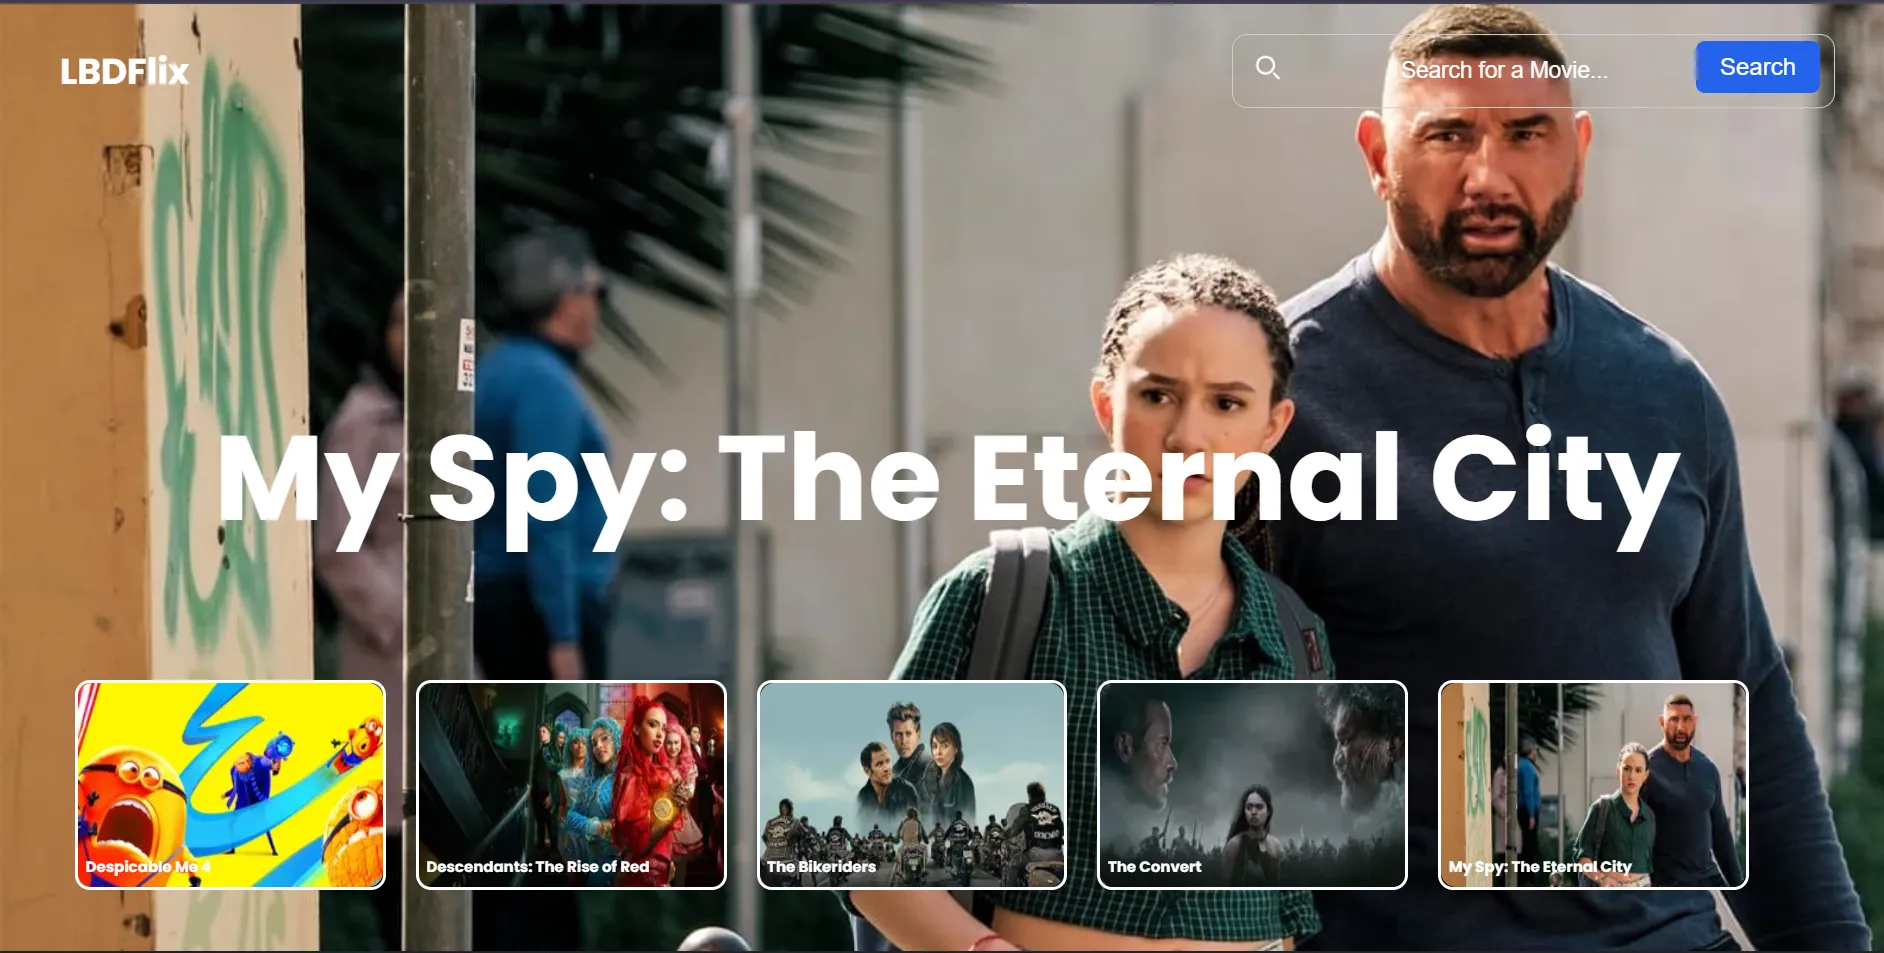 LBDFlix
Search for a Movie...
Search
My Spy: The Eternal City
Despicable Me 4
Descendants: The Rise of Red
The Bikeriders
The Convert
My Spy: The Eternal City